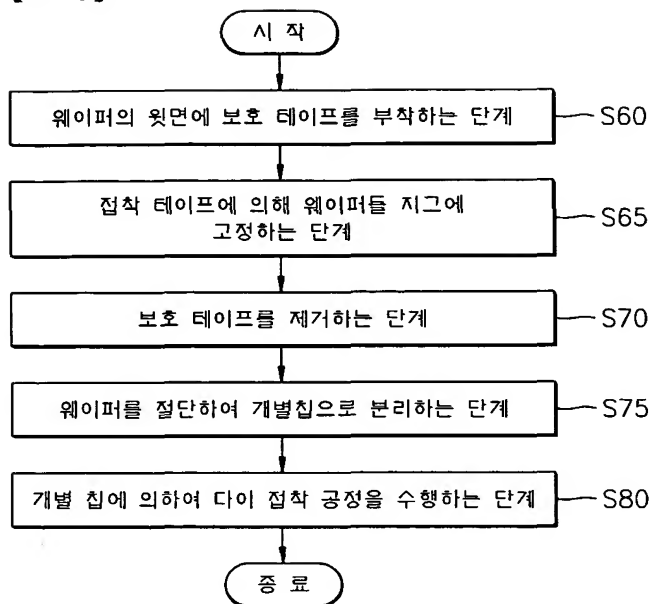 시 작
웨이퍼의 윗면에 보호 테이프를 부착하는 단계
S60
접착 테이프에 의해 웨이퍼들 지그에
고정하는 단계
S65
보호 테이프를 제거하는 단계
S70
웨이퍼를 절단하여 개별칩으로 분리하는 단계
S75
개별 칩에 의하여 다이 접착 공정을 수행하는 단계
S80
종 료